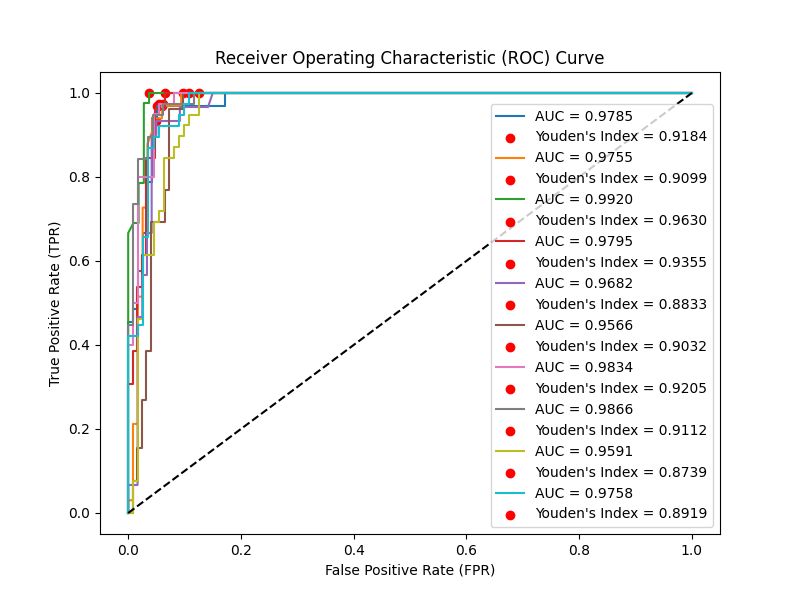 Receiver Operating Characteristic (ROC) Curve
True Positive Rate (TPR)
1.0
0.8
0.6
0.4
0.2
0.0
AUC = 0.9785
Youden's Index = 0.9184
AUC = 0.9755
Youden's Index = 0.9099
AUC = 0.9920
Youden's Index = 0.9630
AUC = 0.9795
Youden's Index = 0.9355
AUC = 0.9682
Youden's Index = 0.8833
AUC = 0.9566
Youden's Index = 0.9032
AUC = 0.9834
Youden's Index = 0.9205
AUC = 0.9866
Youden's Index = 0.9112
AUC = 0.9591
Youden's Index = 0.8739
AUC = 0.9758
Youden's Index = 0.8919
0.0
0.2
0.4
0.6
0.8
1.0
False Positive Rate (FPR)